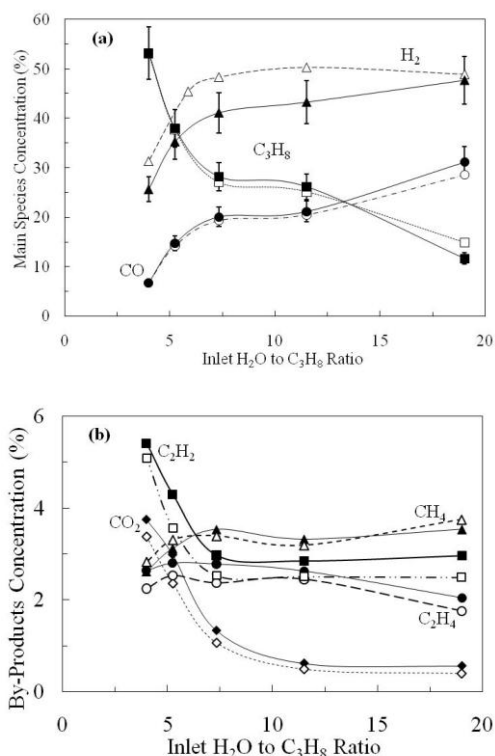 (a)
H2
C3H8
CO
Main Species Concentration (%)
60
50
40
30
20
10
0
0 5 10 15 20
Inlet H2O to C3H8 Ratio
(b)
C2H2
CO2
CH4
C2H4
By-Products Concentration (%)
6
4
2
0
0 5 10 15 20
Inlet H2O to C3H8 Ratio